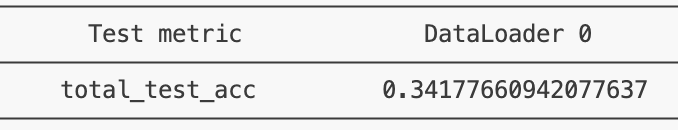 Test metric DataLoader 0
total_test_acc 0.34177660942077637